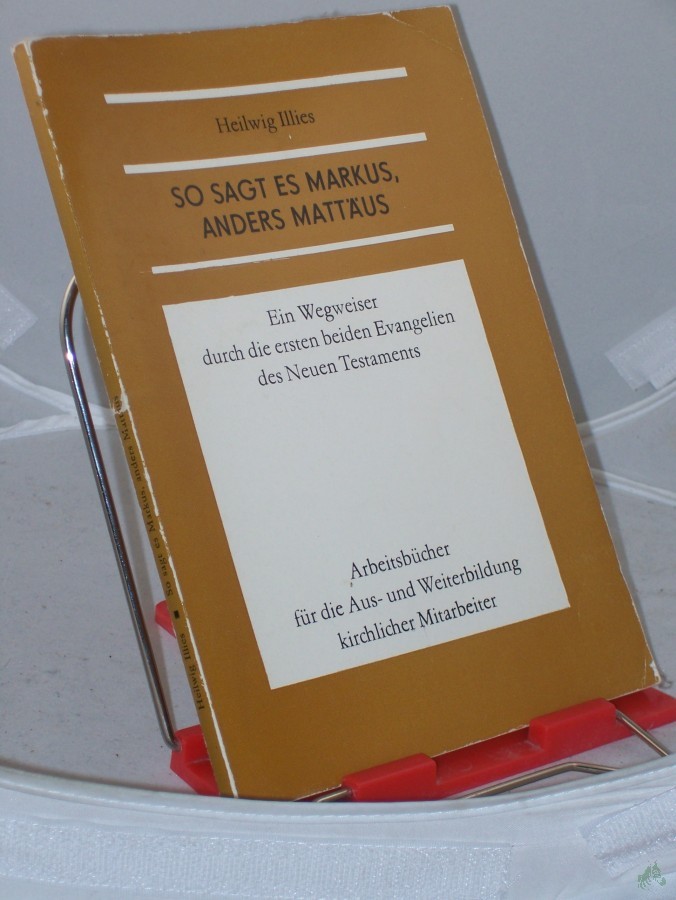 Heilwig Illies
SO SAGT ES MARKUS,
ANDERS MATTÄUS
Ein Wegweiser
durch die ersten beiden Evangelien
des Neuen Testaments
Arbeitsbücher
für die Aus- und Weiterbildung
kirchlicher Mitarbeiter
Heilwig Illies ■ So sagt es Markus, anders Mattäus